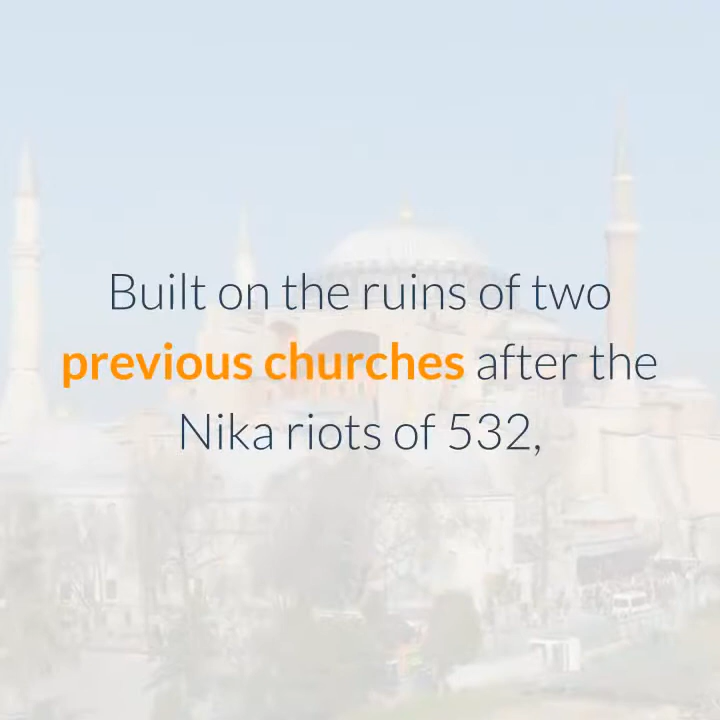 Built on the ruins of two
previous churches after the
Nika riots of 532,